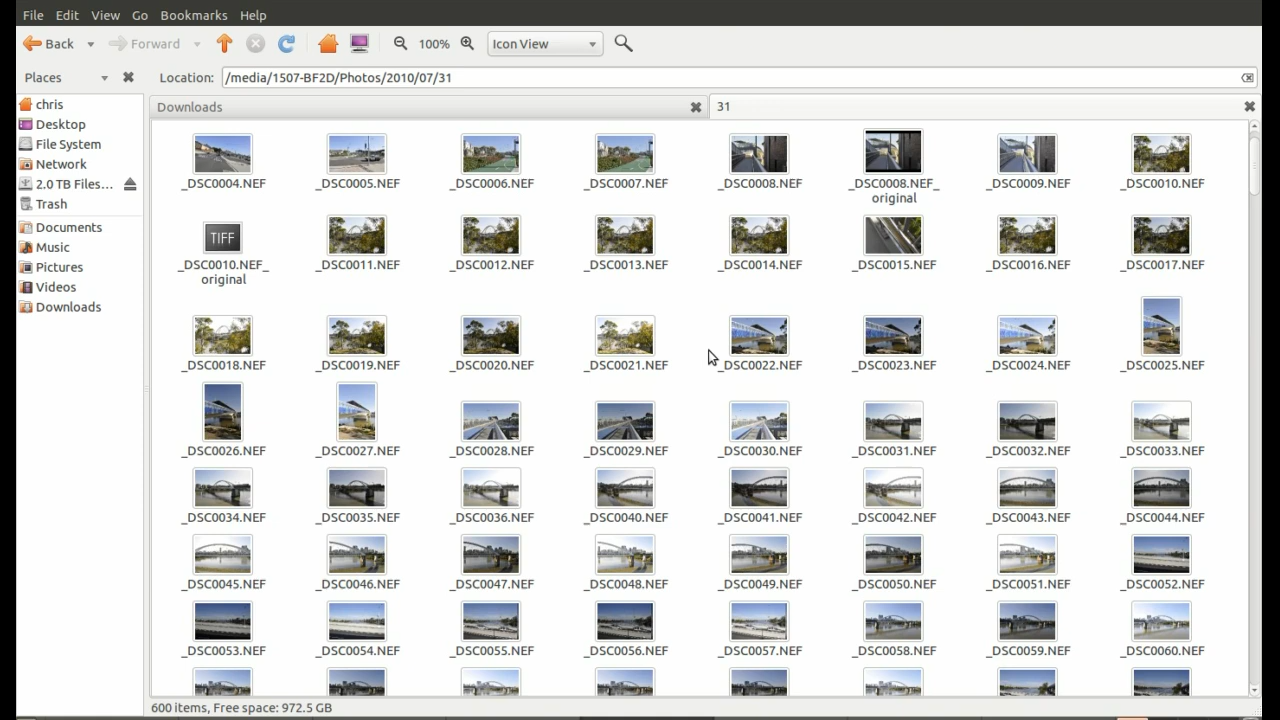 File Edit View Go Bookmarks Help
Back Forward 100% Icon View
Places Location: /media/1507-BF2D/Photos/2010/07/31
Downloads 31
chris
Desktop
File System
Network
2.0 TB Files...
Trash
Documents
Music
Pictures
Videos
Downloads
_DSC0004.NEF _DSC0005.NEF _DSC0006.NEF _DSC0007.NEF _DSC0008.NEF _DSC0008.NEF_ _DSC0009.NEF _DSC0010.NEF
original
TIFF
_DSC0010.NEF_ _DSC0011.NEF _DSC0012.NEF _DSC0013.NEF _DSC0014.NEF _DSC0015.NEF _DSC0016.NEF _DSC0017.NEF
original
_DSC0018.NEF _DSC0019.NEF _DSC0020.NEF _DSC0021.NEF _DSC0022.NEF _DSC0023.NEF _DSC0024.NEF _DSC0025.NEF
_DSC0026.NEF _DSC0027.NEF _DSC0028.NEF _DSC0029.NEF _DSC0030.NEF _DSC0031.NEF _DSC0032.NEF _DSC0033.NEF
_DSC0034.NEF _DSC0035.NEF _DSC0036.NEF _DSC0040.NEF _DSC0041.NEF _DSC0042.NEF _DSC0043.NEF _DSC0044.NEF
_DSC0045.NEF _DSC0046.NEF _DSC0047.NEF _DSC0048.NEF _DSC0049.NEF _DSC0050.NEF _DSC0051.NEF _DSC0052.NEF
_DSC0053.NEF _DSC0054.NEF _DSC0055.NEF _DSC0056.NEF _DSC0057.NEF _DSC0058.NEF _DSC0059.NEF _DSC0060.NEF
600 items, Free space: 972.5 GB